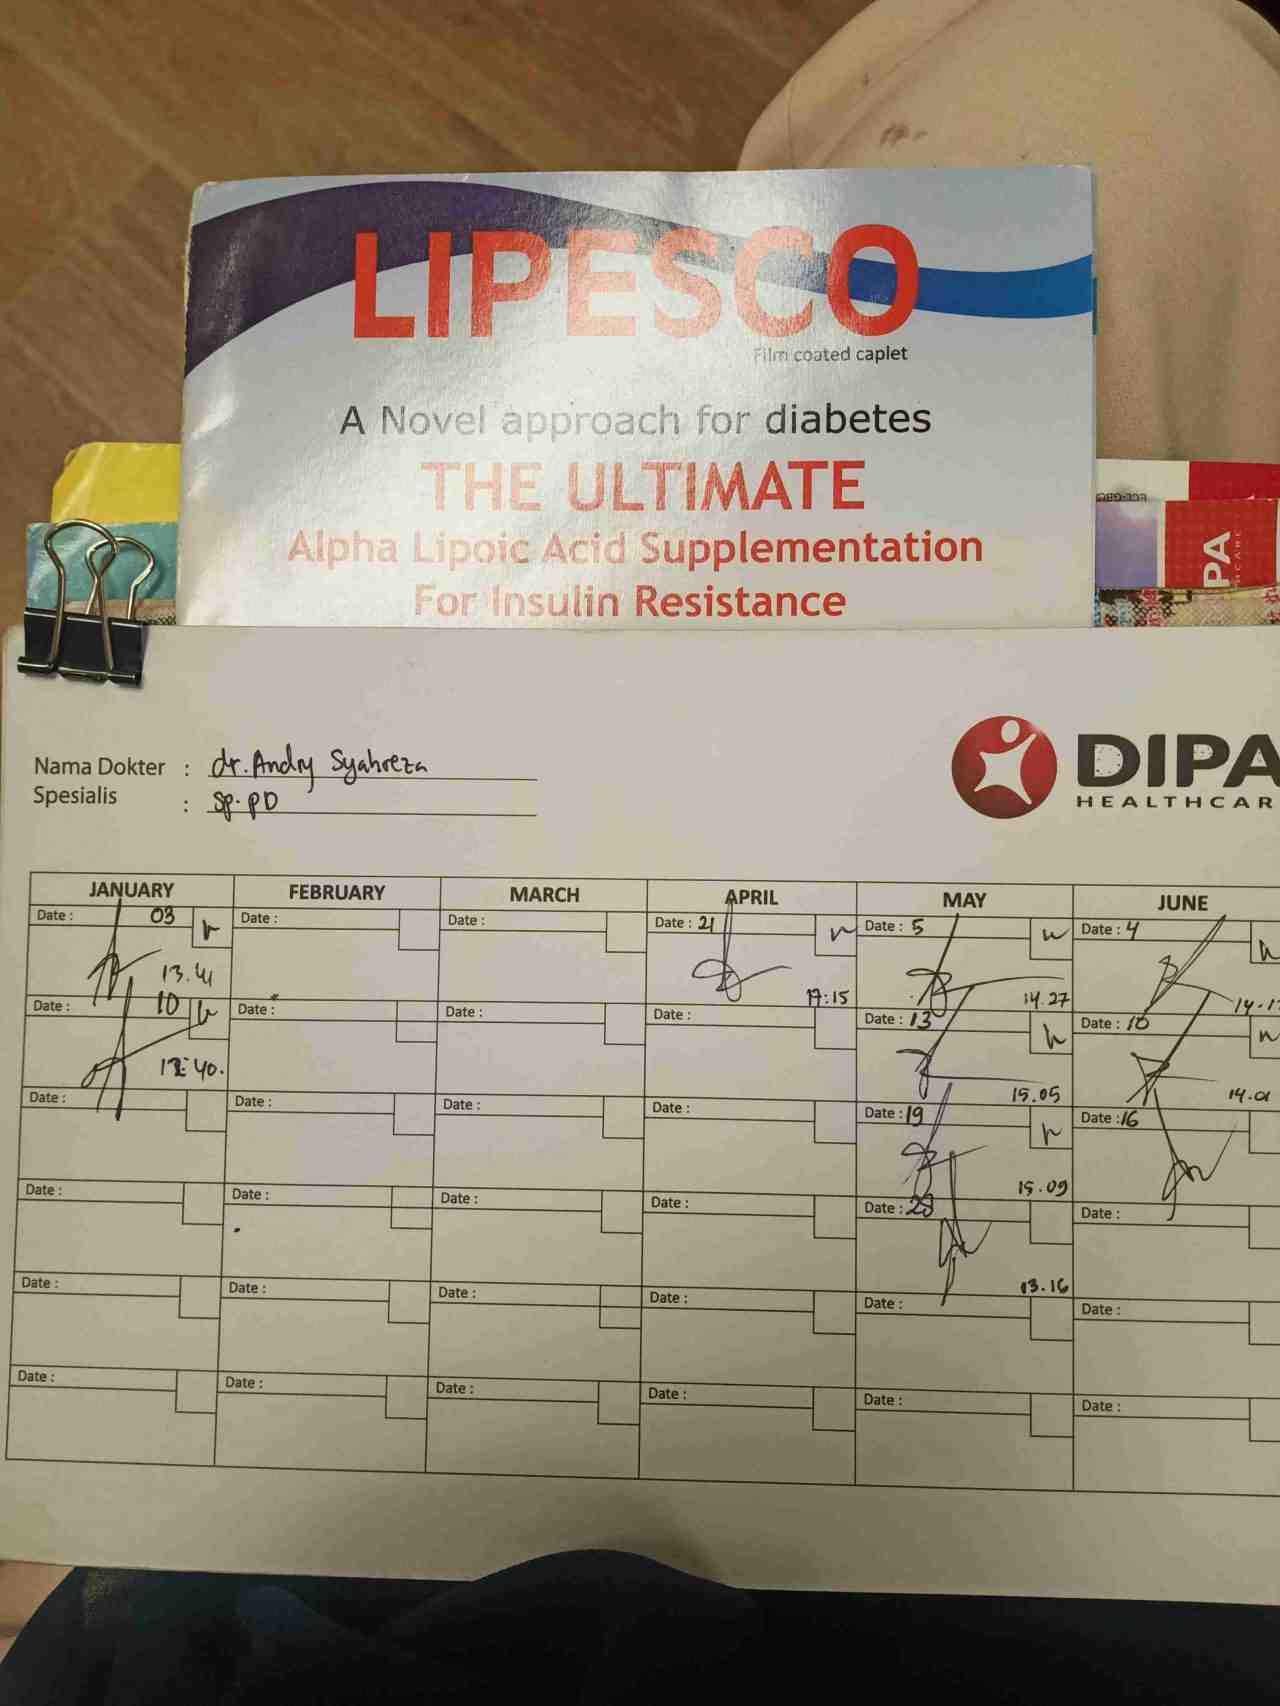 LIPESCO
Film coated caplet
A Novel approach for diabetes
THE ULTIMATE
Alpha Lipoic Acid Supplementation
For Insulin Resistance
PA
Nama Dokter : dr. Andry Syahreza
Spesialis : Sp.PD
DIPA
HEALTHCAR
JANUARY FEBRUARY MARCH APRIL MAY JUNE
Date : 03 Date : Date : Date : 21 Date : 5 Date : 4
13.41 17:15 14.27
Date : 10 Date : Date : Date : Date : 13 Date : 10
40. 15.05 14.01
Date : Date : Date : Date : Date : 19 Date : 16
15.09
Date : Date : Date : Date : Date : 28 Date :
13.16
Date : Date : Date : Date : Date : Date :
Date : Date : Date : Date : Date : Date :